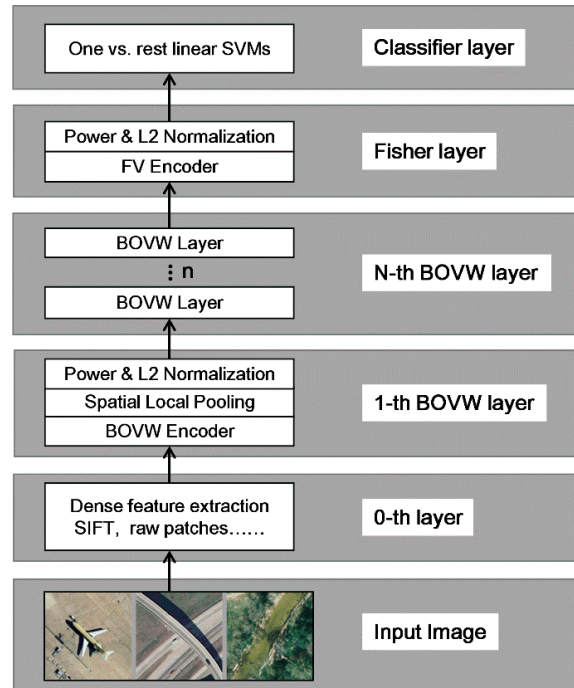 One vs. rest linear SVMs
Classifier layer
Power & L2 Normalization
FV Encoder
Fisher layer
BOVW Layer
⋮ n
BOVW Layer
N-th BOVW layer
Power & L2 Normalization
Spatial Local Pooling
BOVW Encoder
1-th BOVW layer
Dense feature extraction
SIFT, raw patches……
0-th layer
Input Image